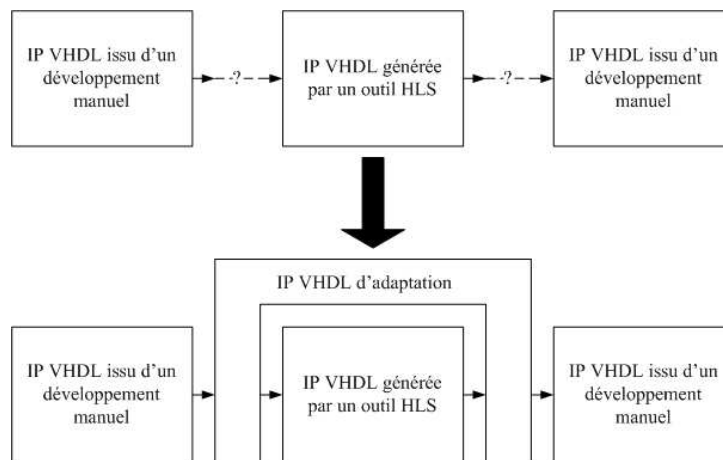 IP VHDL issu d'un
développement
manuel
-?
IP VHDL générée
par un outil HLS
-?
IP VHDL issu d'un
développement
manuel
IP VHDL d'adaptation
IP VHDL issu d'un
développement
manuel
IP VHDL générée
par un outil HLS
IP VHDL issu d'un
développement
manuel